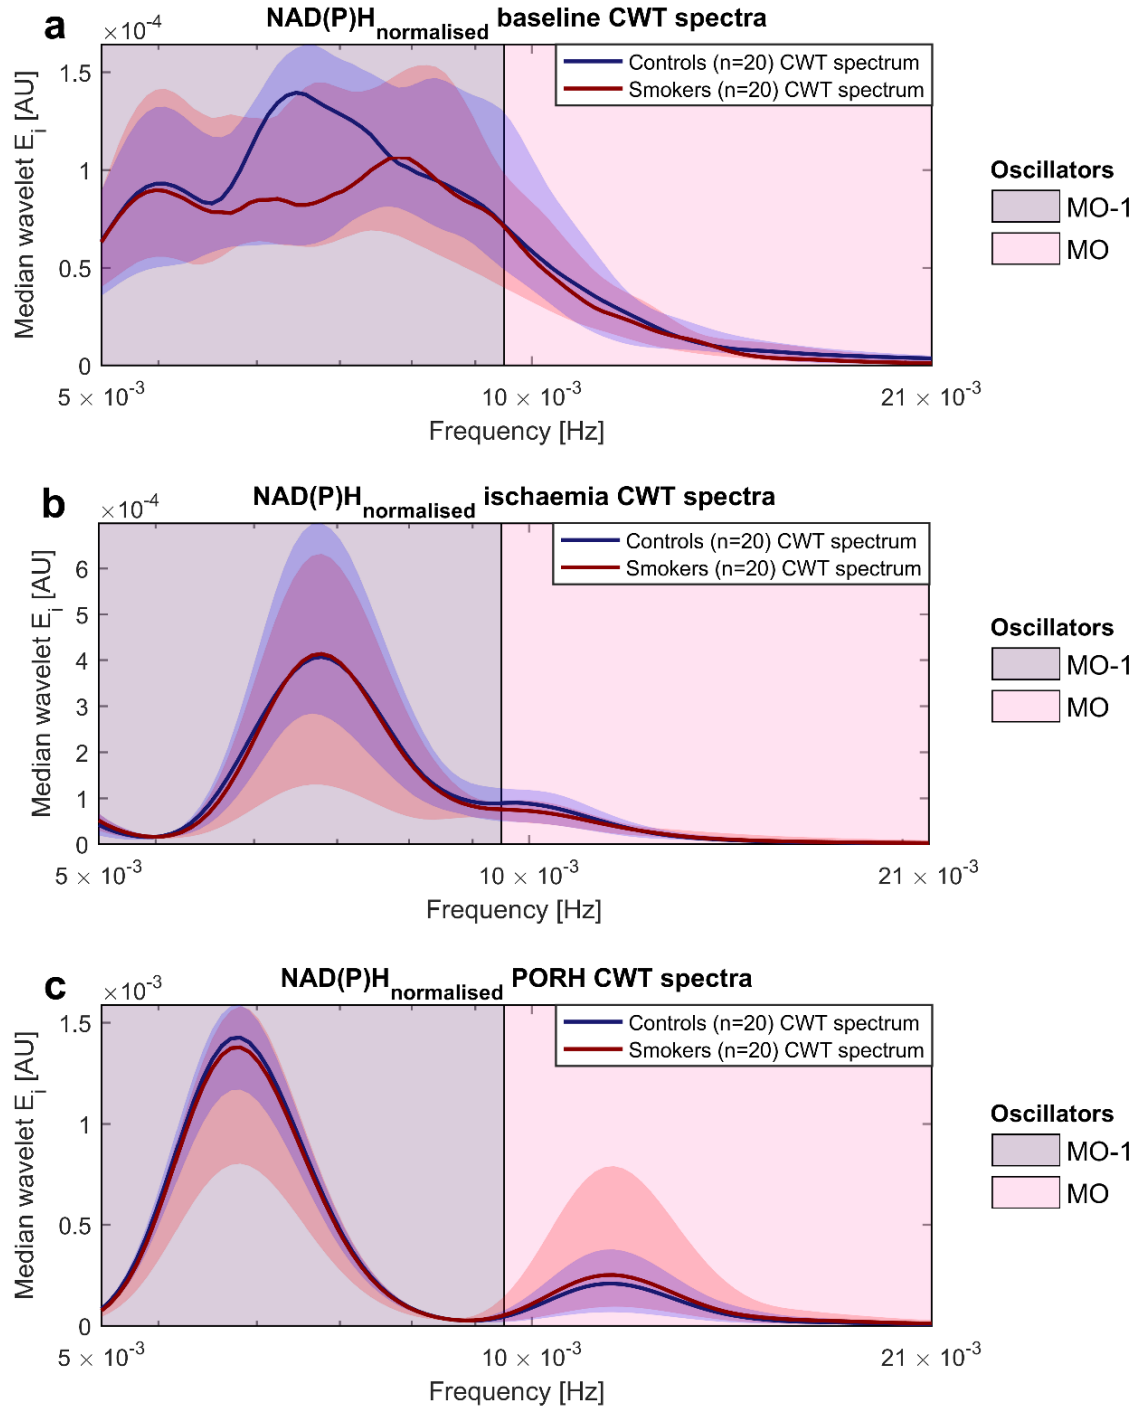 a
NAD(P)H_normalised baseline CWT spectra
×10⁻⁴
Controls (n=20) CWT spectrum
Smokers (n=20) CWT spectrum
Median wavelet E_i [AU]
1.5
1
0.5
0
5 × 10⁻³
10 × 10⁻³
21 × 10⁻³
Frequency [Hz]
Oscillators
MO-1
MO
b
NAD(P)H_normalised ischaemia CWT spectra
×10⁻⁴
Controls (n=20) CWT spectrum
Smokers (n=20) CWT spectrum
Median wavelet E_i [AU]
6
5
4
3
2
1
0
5 × 10⁻³
10 × 10⁻³
21 × 10⁻³
Frequency [Hz]
Oscillators
MO-1
MO
c
NAD(P)H_normalised PORH CWT spectra
×10⁻³
Controls (n=20) CWT spectrum
Smokers (n=20) CWT spectrum
Median wavelet E_i [AU]
1.5
1
0.5
0
5 × 10⁻³
10 × 10⁻³
21 × 10⁻³
Frequency [Hz]
Oscillators
MO-1
MO